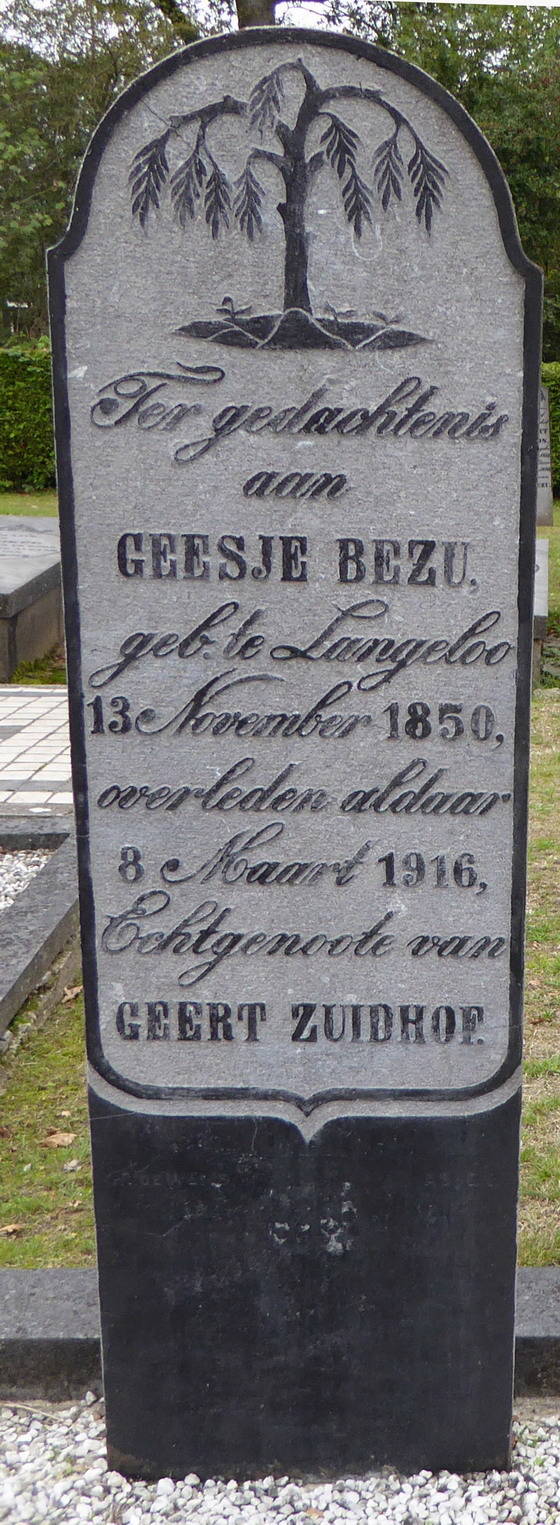 Ter gedachtenis
aan
GEESJE BEZU,
geb. te Langeloo
13 November 1850,
overleden aldaar
8 Maart 1916,
Echtgenoote van
GEERT ZUIDHOF.